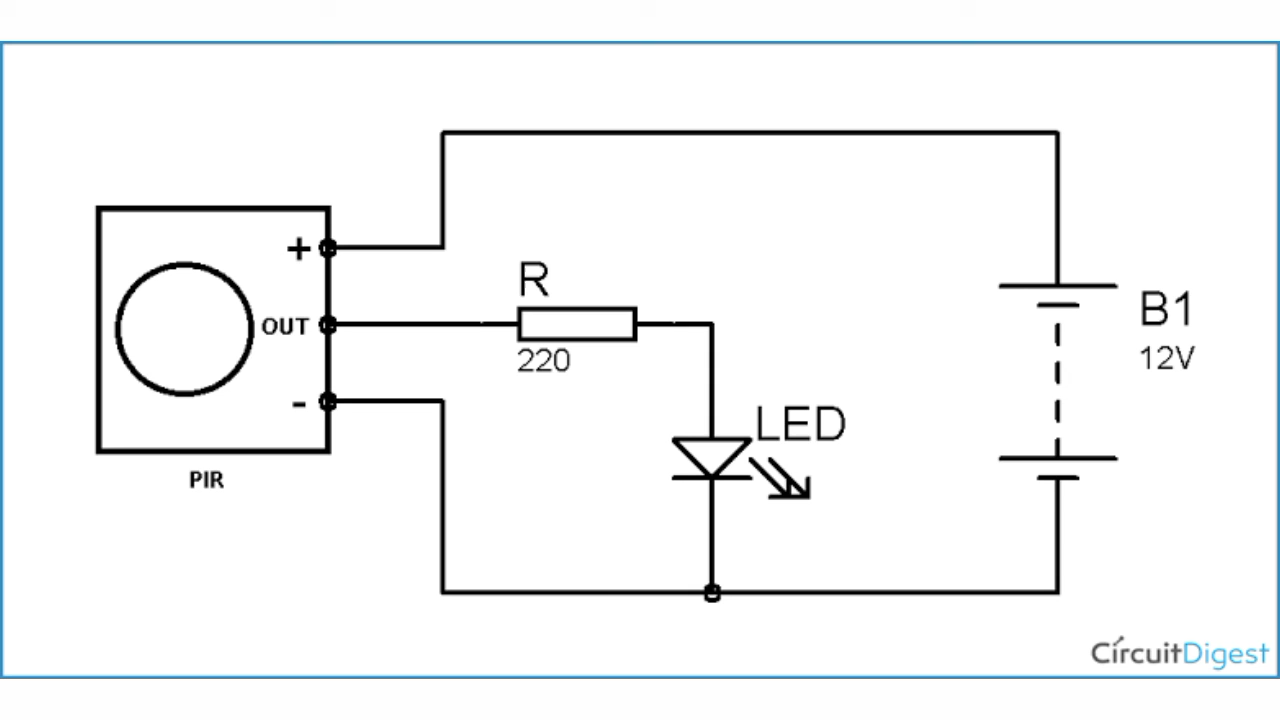 +
OUT
-
PIR
R
220
LED
B1
12V
CircuitDigest